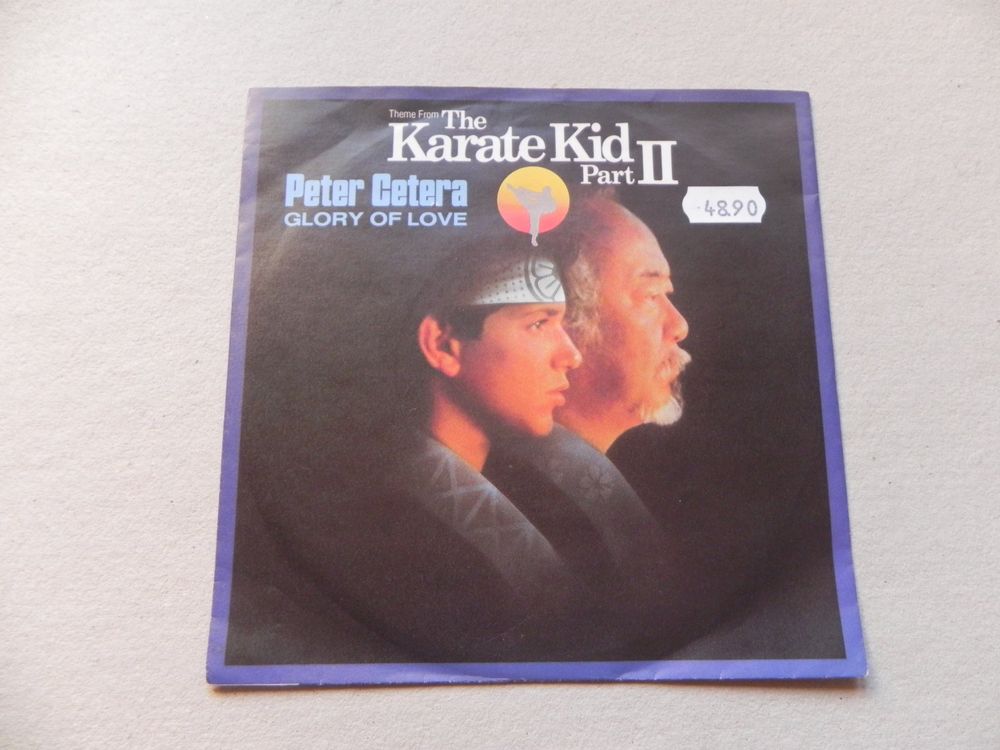 Theme From The
Karate Kid
Part II
Peter Cetera
GLORY OF LOVE
48.90